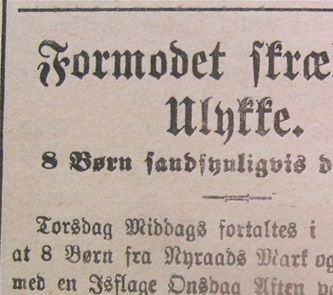 Formodet skræ
Ulykke.
8 Børn sandsynligvis d
Torsdag Middags fortaltes i
at 8 Børn fra Nyraads Mark og
med en Isflage Onsdag Aften